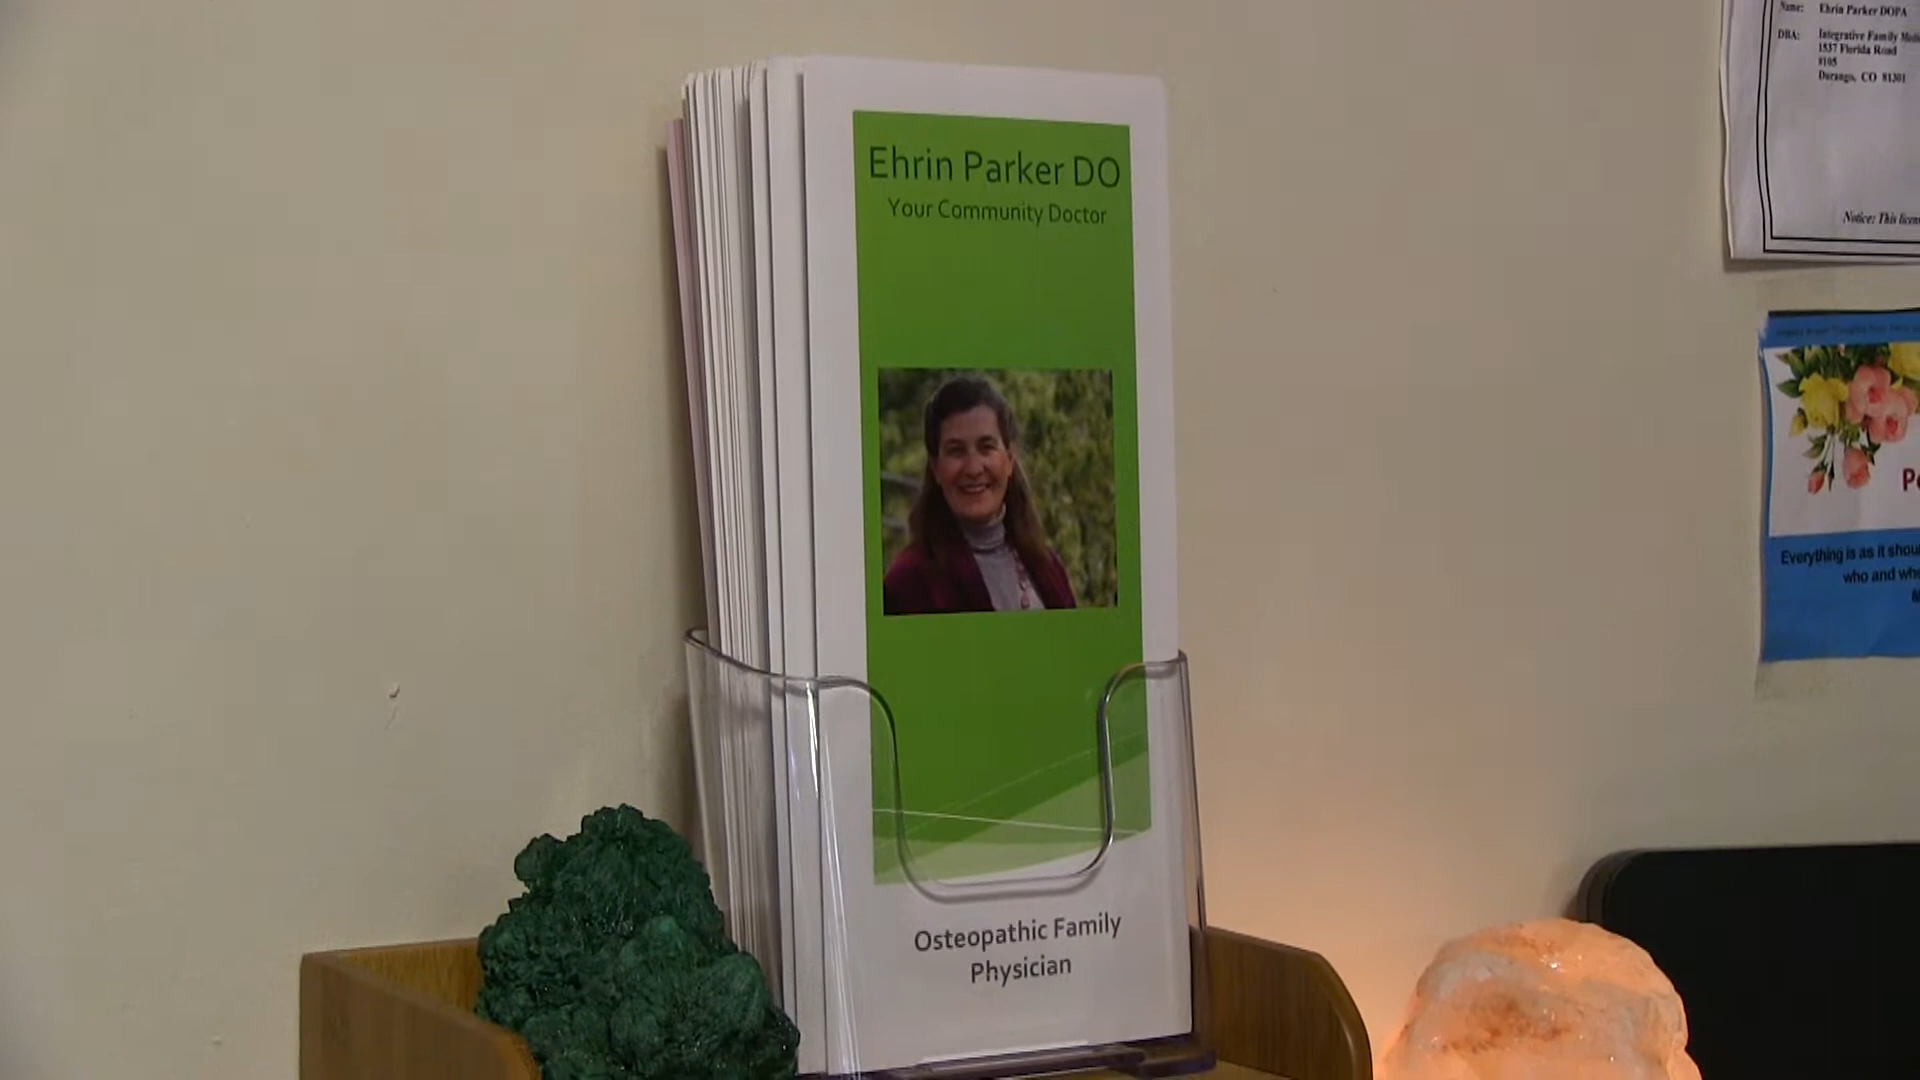 Ehrin Parker DO
Your Community Doctor
Osteopathic Family
Physician
Name: Ehrin Parker DOPA
DBA: Integrative Family
1537 Florida Road
#105
Durango, CO 81301
Notice: This
Everything is as it
who and